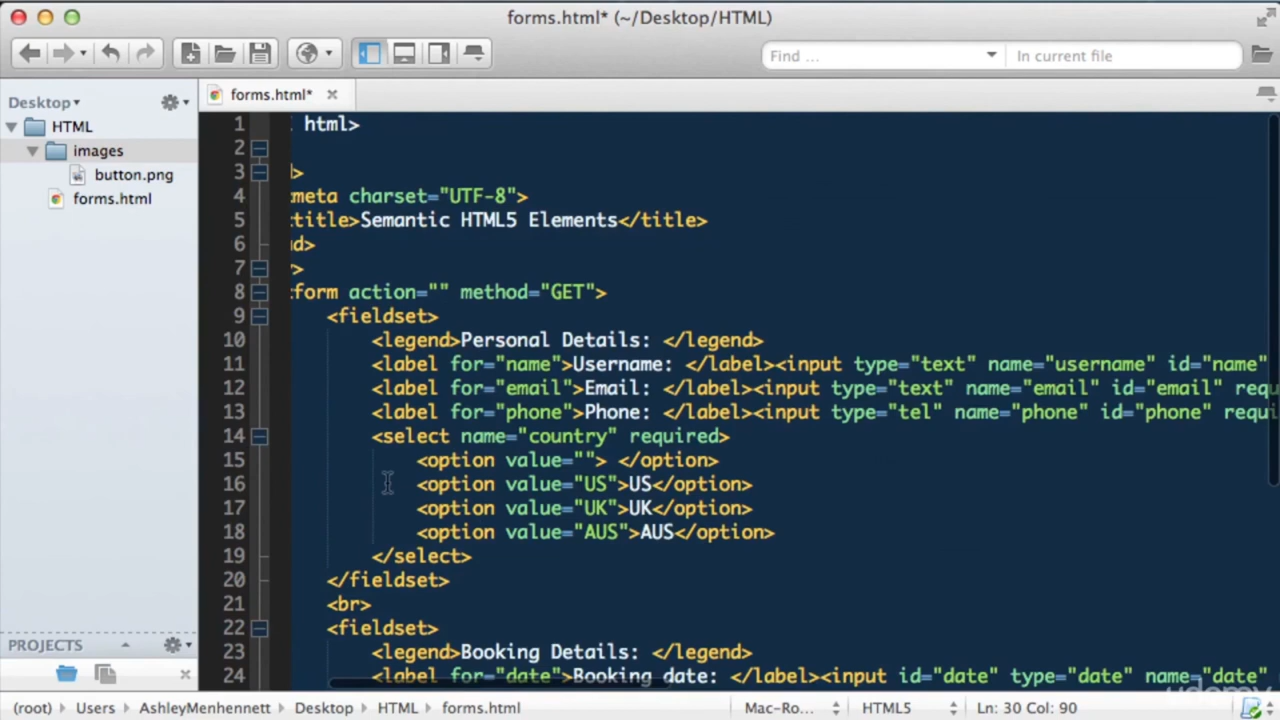 forms.html* (~/Desktop/HTML)
Find ...
In current file
Desktop
forms.html*
HTML
images
button.png
forms.html
1 html>
2
3 >
4 meta charset="UTF-8">
5 title>Semantic HTML5 Elements</title>
6 d>
7 >
8 form action="" method="GET">
9 <fieldset>
10 <legend>Personal Details: </legend>
11 <label for="name">Username: </label><input type="text" name="username" id="name"
12 <label for="email">Email: </label><input type="text" name="email" id="email" requ
13 <label for="phone">Phone: </label><input type="tel" name="phone" id="phone" requi
14 <select name="country" required>
15 <option value=""> </option>
16 <option value="US">US</option>
17 <option value="UK">UK</option>
18 <option value="AUS">AUS</option>
19 </select>
20 </fieldset>
21 <br>
22 <fieldset>
23 <legend>Booking Details: </legend>
24 <label for="date">Booking date: </label><input id="date" type="date" name="date"
PROJECTS
udemy
(root) Users AshleyMenhennett Desktop HTML forms.html Mac-Ro... HTML5 Ln: 30 Col: 90